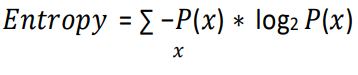 Entropy = ∑ −P(x) * log₂ P(x)
x